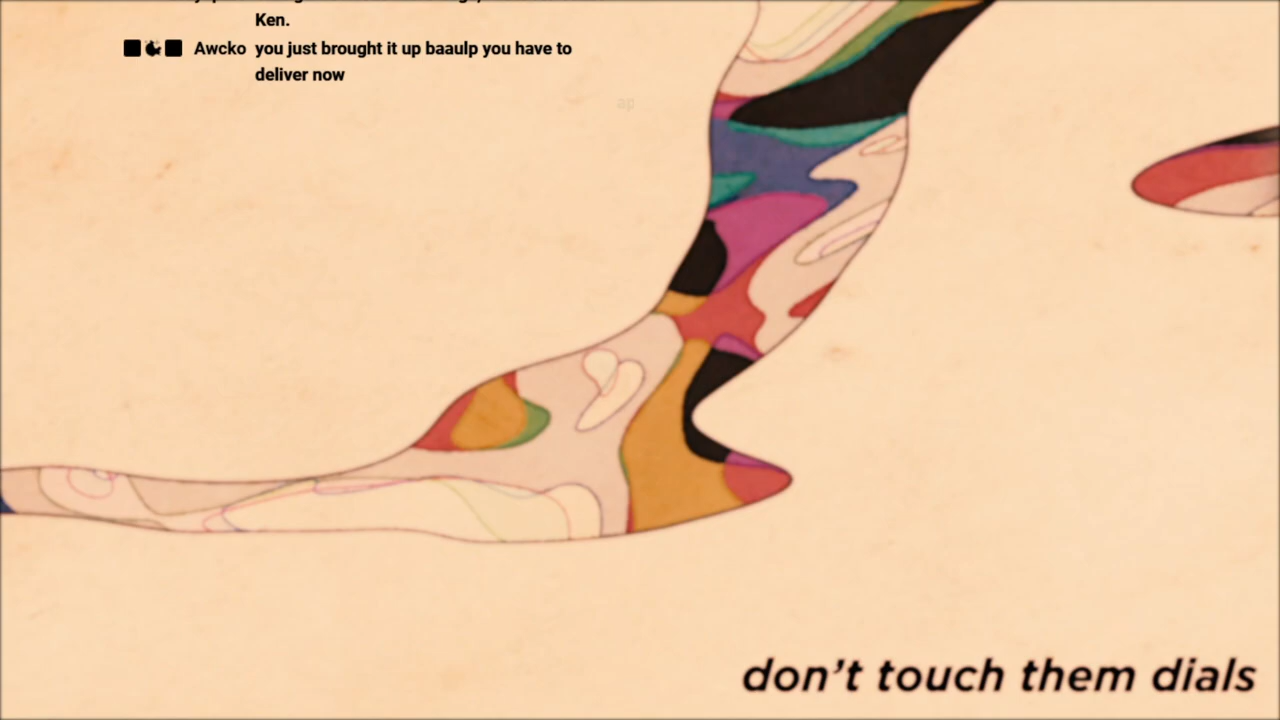 Ken.
Awcko you just brought it up baaulp you have to
deliver now
don't touch them dials